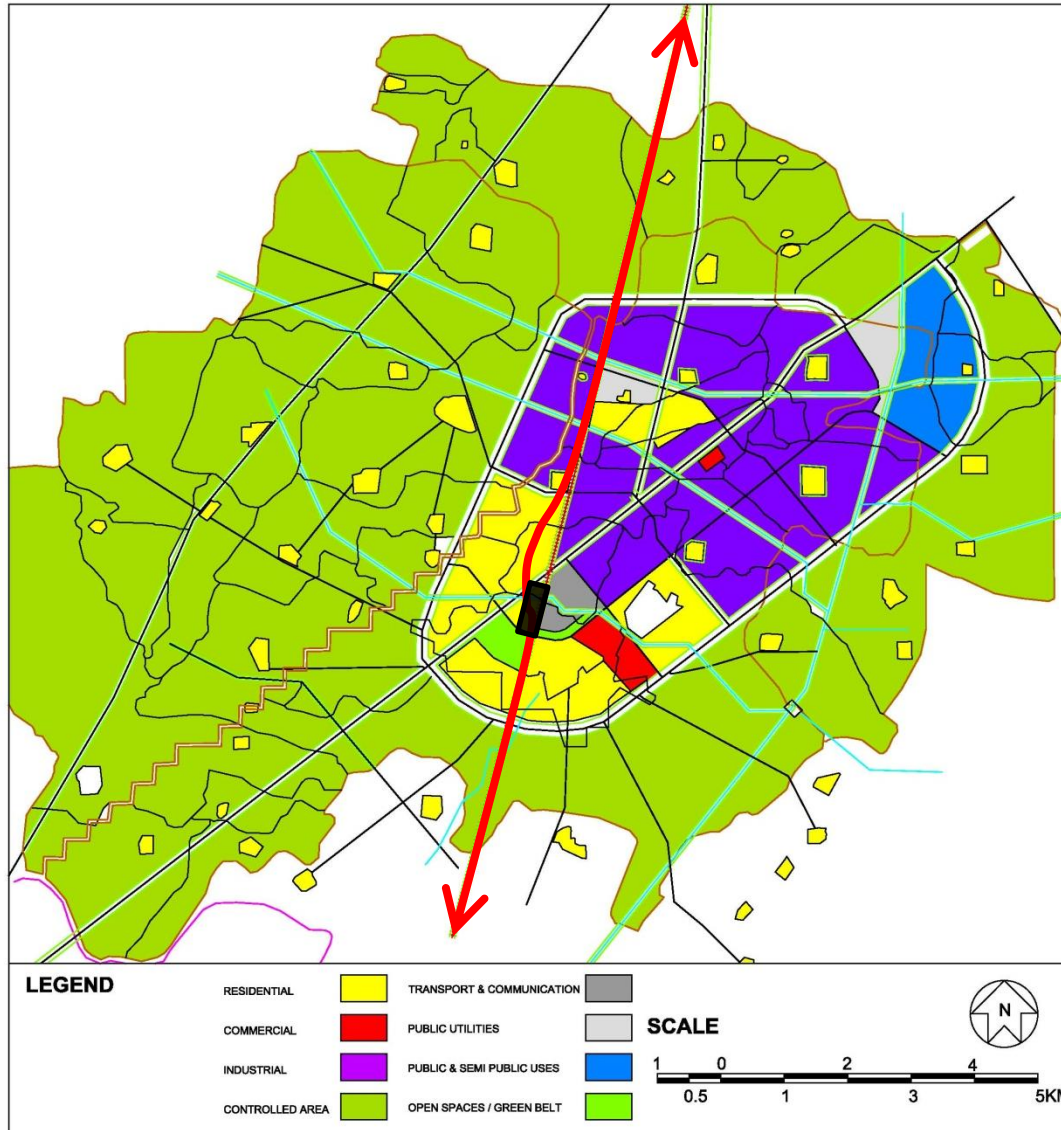 LEGEND
RESIDENTIAL
TRANSPORT & COMMUNICATION
COMMERCIAL
PUBLIC UTILITIES
INDUSTRIAL
PUBLIC & SEMI PUBLIC USES
CONTROLLED AREA
OPEN SPACES / GREEN BELT
N
SCALE
1 0 2 4
0.5 1 3 5KM